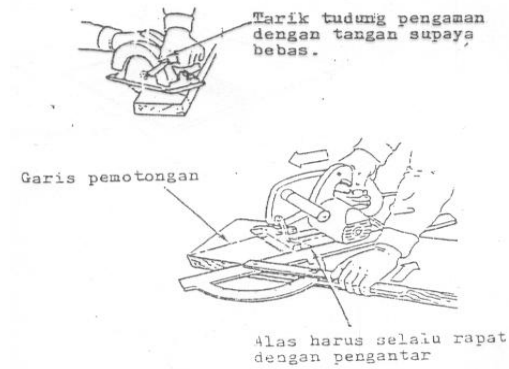 Tarik tudung pengaman
dengan tangan supaya
bebas.
Garis pemotongan
Alas harus selalu rapat
dengan pengantar